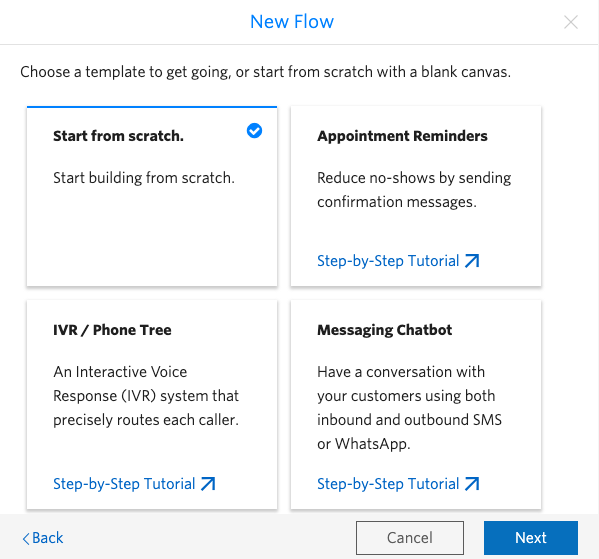 New Flow
Choose a template to get going, or start from scratch with a blank canvas.
Start from scratch.
Start building from scratch.
Appointment Reminders
Reduce no-shows by sending
confirmation messages.
Step-by-Step Tutorial
IVR / Phone Tree
An Interactive Voice
Response (IVR) system that
precisely routes each caller.
Step-by-Step Tutorial
Messaging Chatbot
Have a conversation with
your customers using both
inbound and outbound SMS
or WhatsApp.
Step-by-Step Tutorial
Back
Cancel
Next